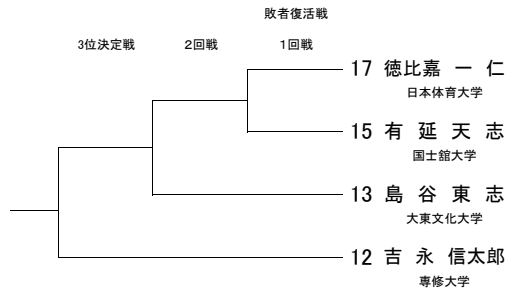 敗者復活戦
3位決定戦 2回戦 1回戦
17 徳比嘉 一 仁
日本体育大学
15 有 延 天 志
国士舘大学
13 島 谷 東 志
大東文化大学
12 吉 永 信太郎
専修大学